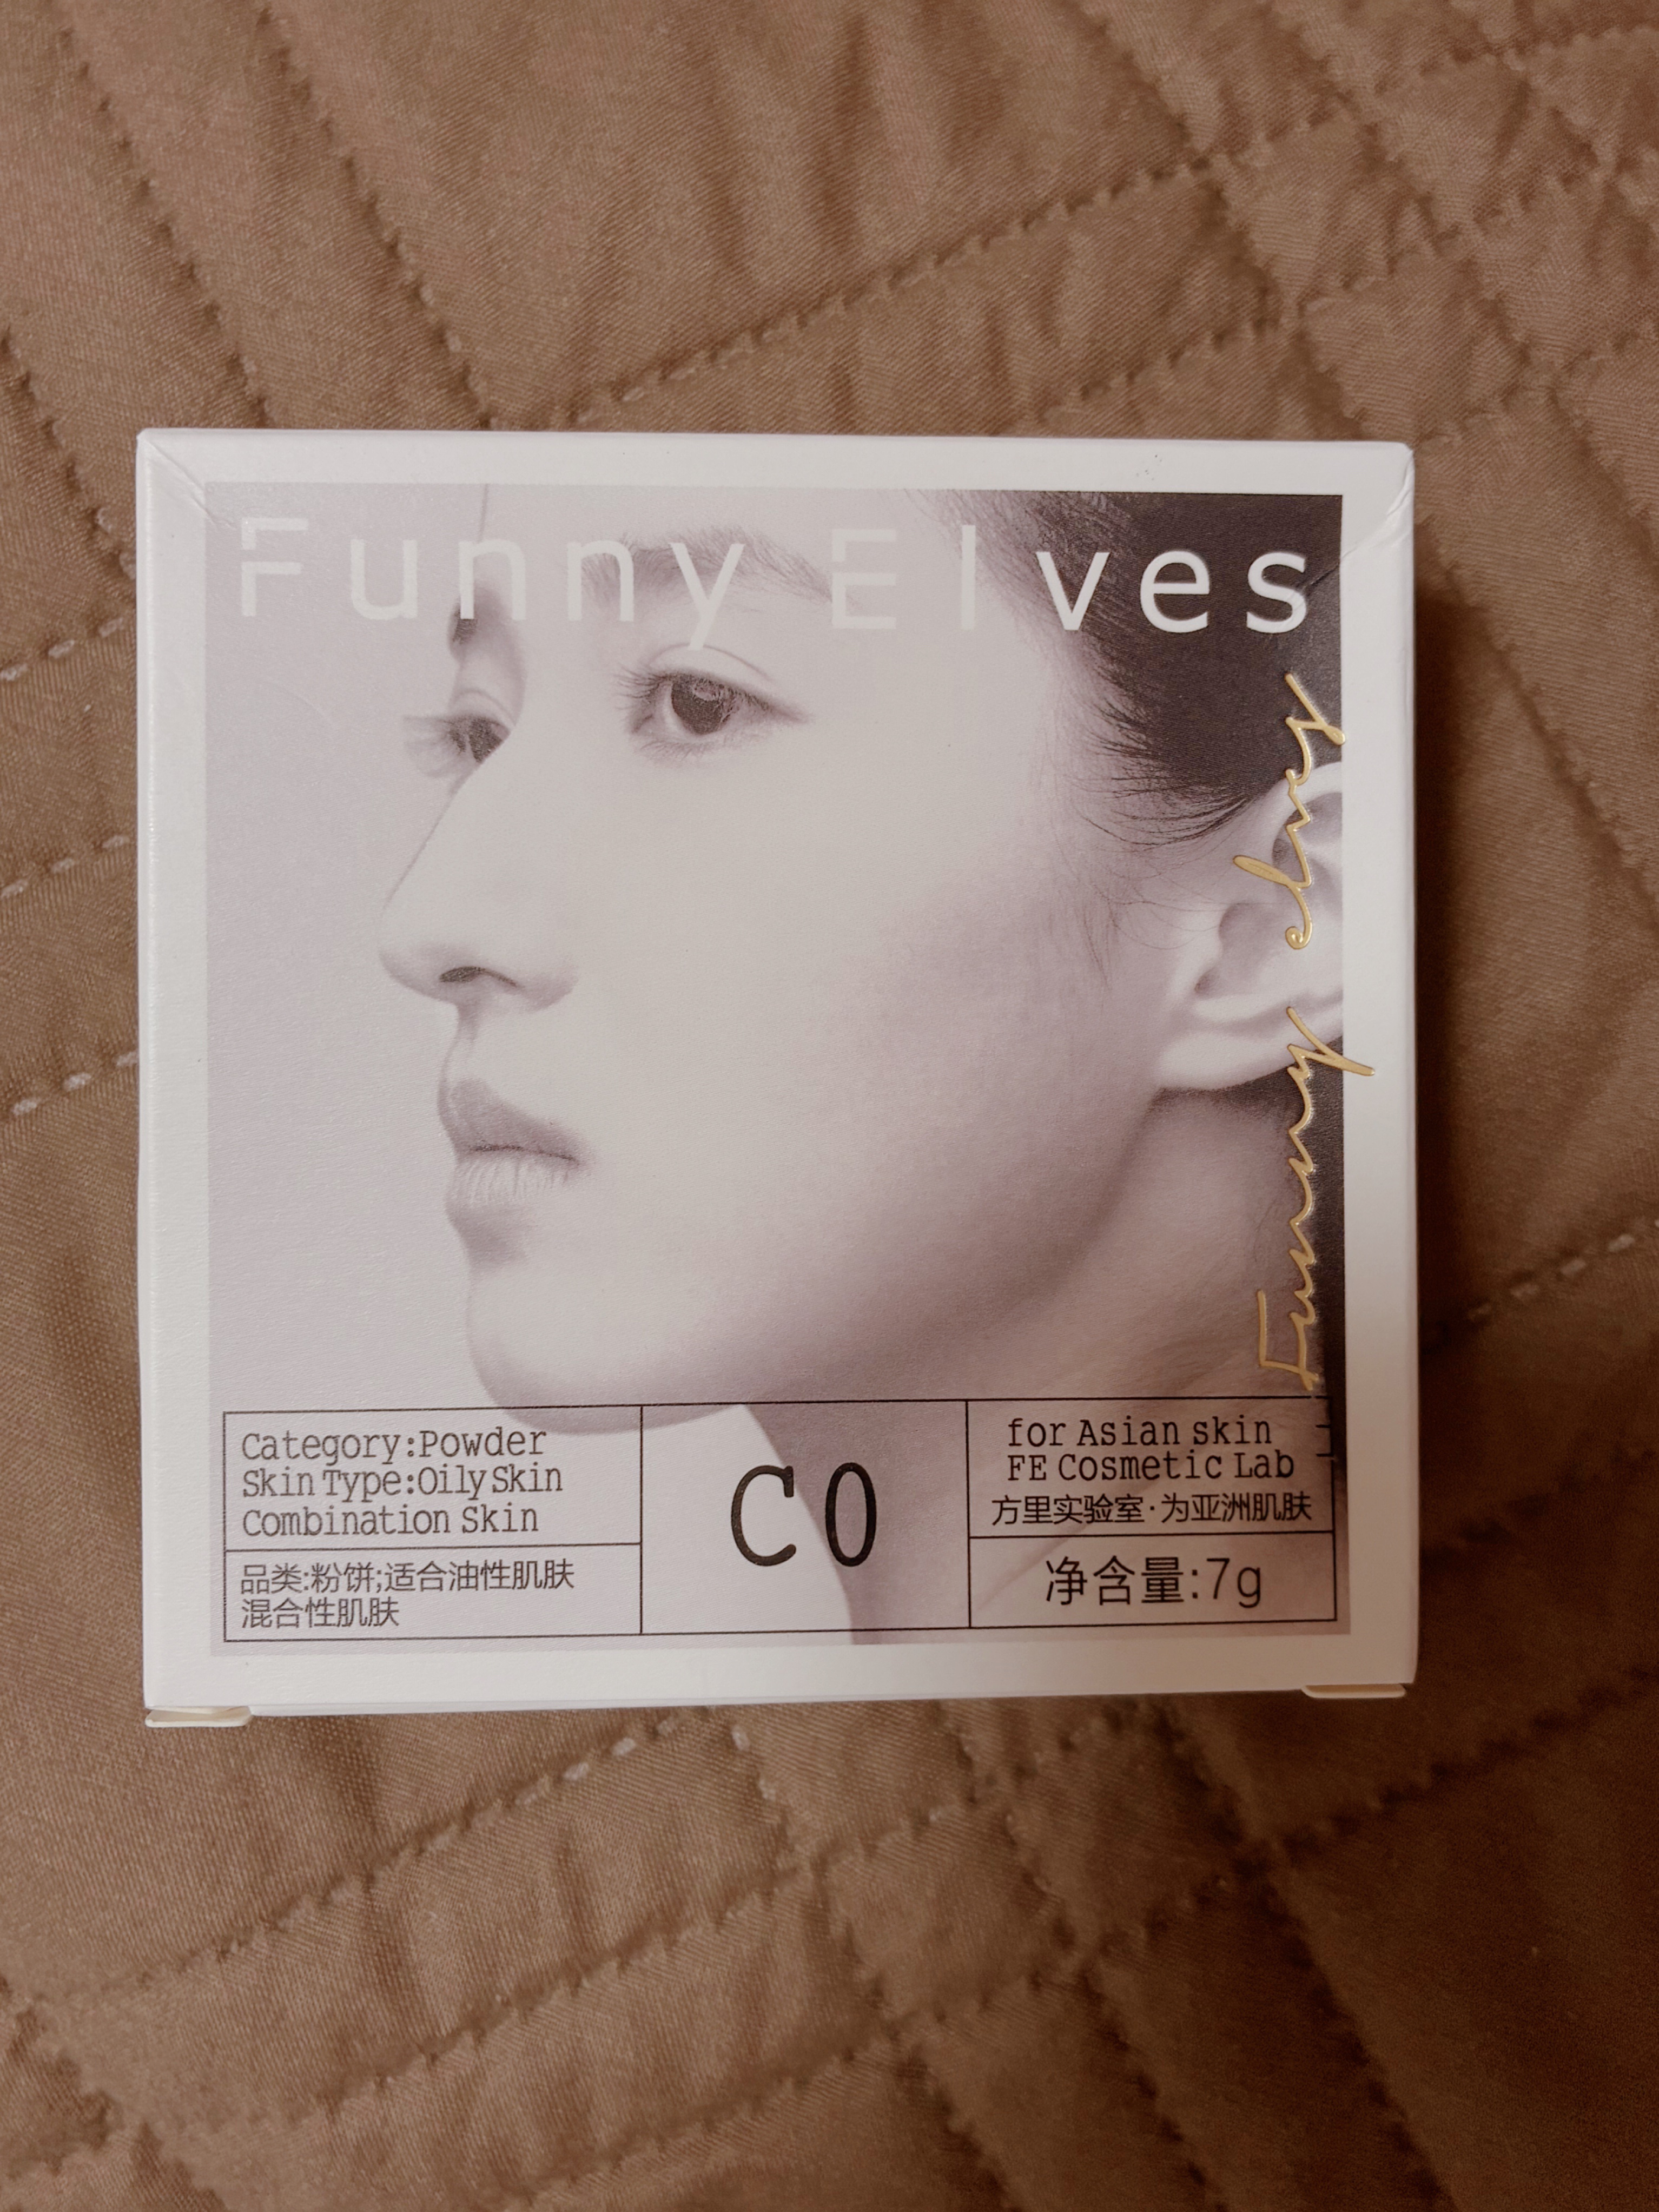 Funny Elves
Funny elves
Category:Powder
Skin Type:Oily Skin
Combination Skin
品类:粉饼;适合油性肌肤
混合性肌肤
C0
for Asian skin
FE Cosmetic Lab
方里实验室·为亚洲肌肤
净含量:7g